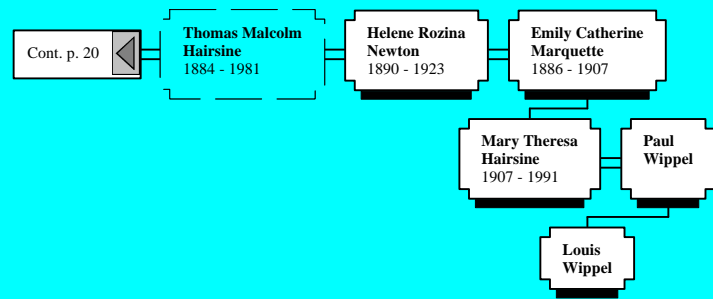 Cont. p. 20
Thomas Malcolm
Hairsine
1884 - 1981
Helene Rozina
Newton
1890 - 1923
Emily Catherine
Marquette
1886 - 1907
Mary Theresa
Hairsine
1907 - 1991
Paul
Wippel
Louis
Wippel